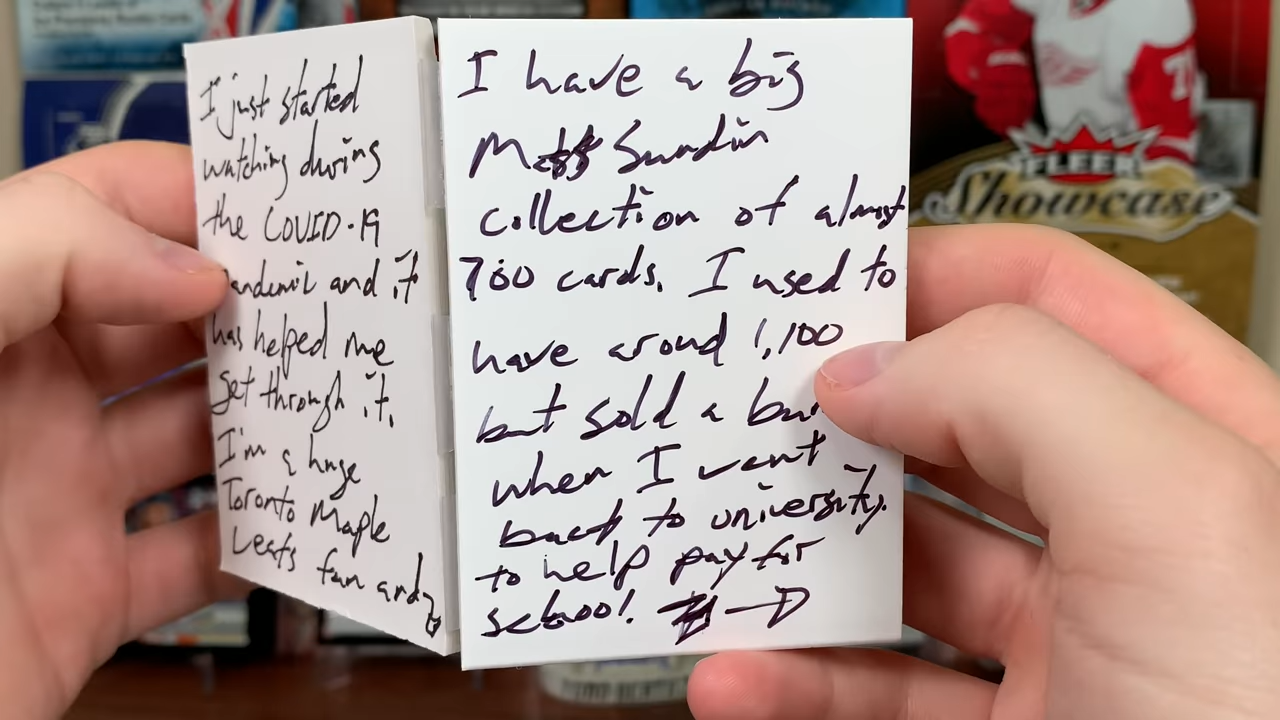 I just started
watching during
the COVID-19
andemic and it
has helped me
get through it.
I'm a huge
Toronto Maple
Leafs fan and
I have a big
Mats Sundin
collection of almost
700 cards. I used to
have around 1,100
but sold a
when I went
back to university
to help pay for
school.
FLEER
Showcase